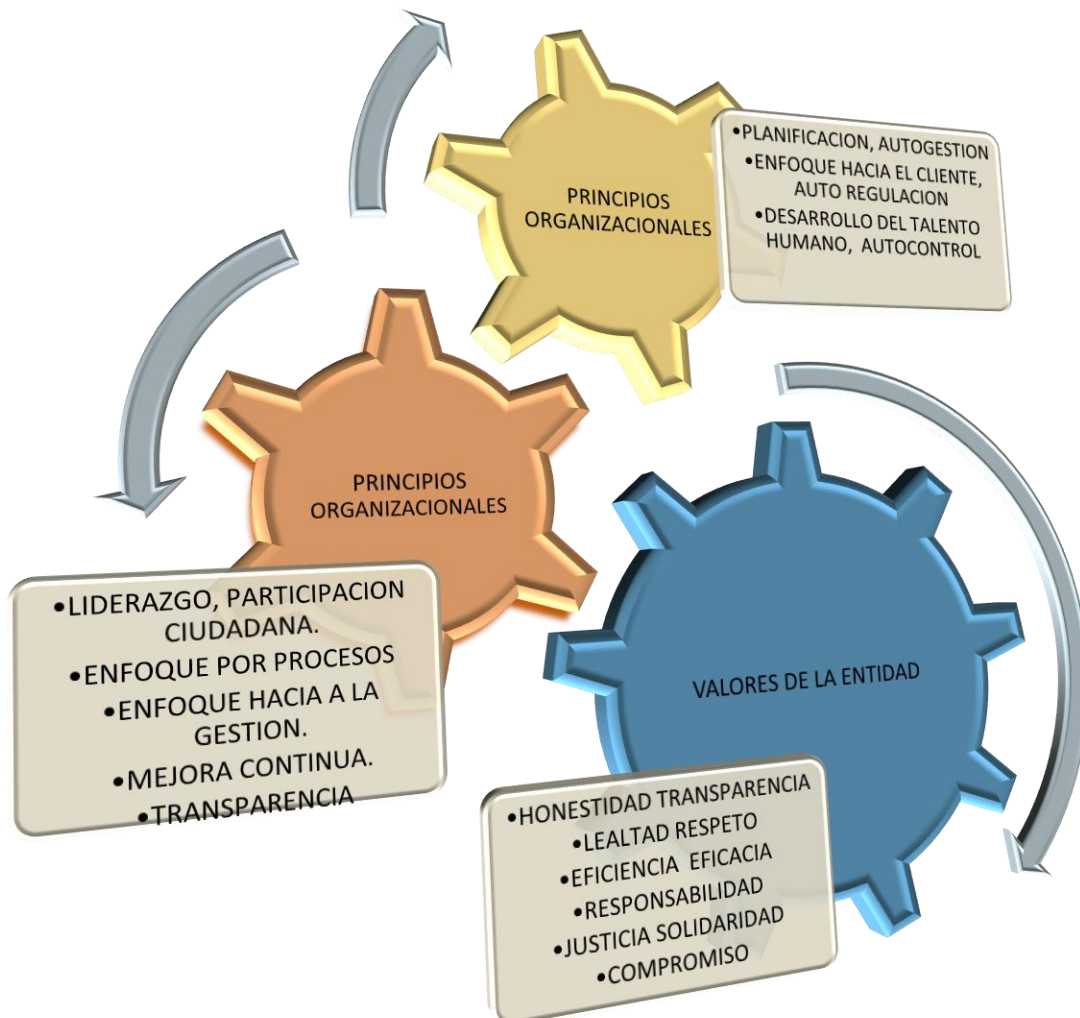 PRINCIPIOS
ORGANIZACIONALES
•PLANIFICACION, AUTOGESTION
•ENFOQUE HACIA EL CLIENTE,
AUTO REGULACION
•DESARROLLO DEL TALENTO
HUMANO, AUTOCONTROL
PRINCIPIOS
ORGANIZACIONALES
•LIDERAZGO, PARTICIPACION
CIUDADANA.
•ENFOQUE POR PROCESOS
•ENFOQUE HACIA A LA
GESTION.
•MEJORA CONTINUA.
•TRANSPARENCIA
VALORES DE LA ENTIDAD
•HONESTIDAD TRANSPARENCIA
•LEALTAD RESPETO
•EFICIENCIA EFICACIA
•RESPONSABILIDAD
•JUSTICIA SOLIDARIDAD
•COMPROMISO